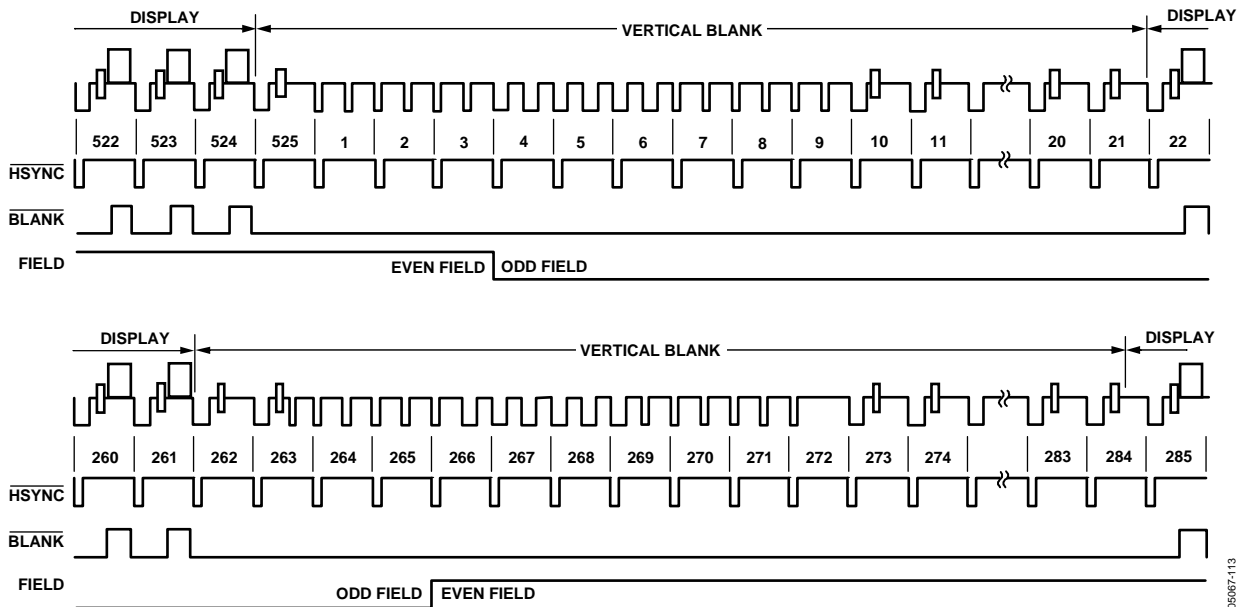 DISPLAY VERTICAL BLANK DISPLAY
522 523 524 525 1 2 3 4 5 6 7 8 9 10 11 20 21 22
HSYNC
BLANK
FIELD EVEN FIELD ODD FIELD
DISPLAY VERTICAL BLANK DISPLAY
260 261 262 263 264 265 266 267 268 269 270 271 272 273 274 283 284 285
HSYNC
BLANK
FIELD ODD FIELD EVEN FIELD
05067-113